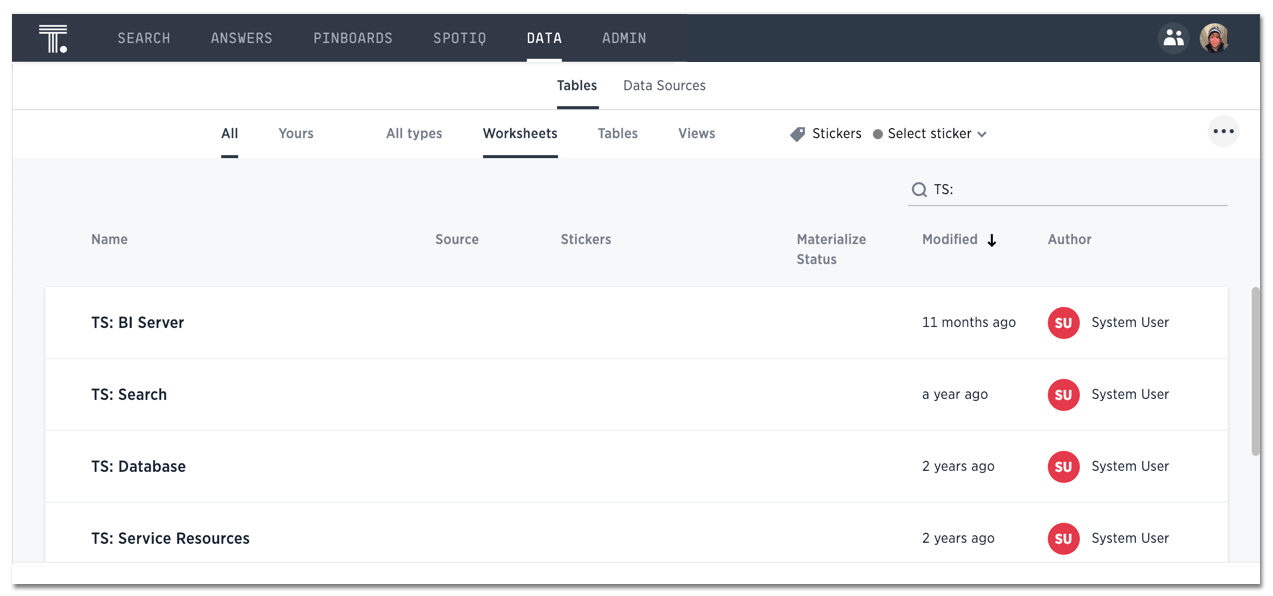 T.
SEARCH ANSWERS PINBOARDS SPOTIQ DATA ADMIN
Tables Data Sources
All Yours All types Worksheets Tables Views Stickers Select sticker
TS:
Name Source Stickers Materialize Status Modified Author
TS: BI Server 11 months ago SU System User
TS: Search a year ago SU System User
TS: Database 2 years ago SU System User
TS: Service Resources 2 years ago SU System User